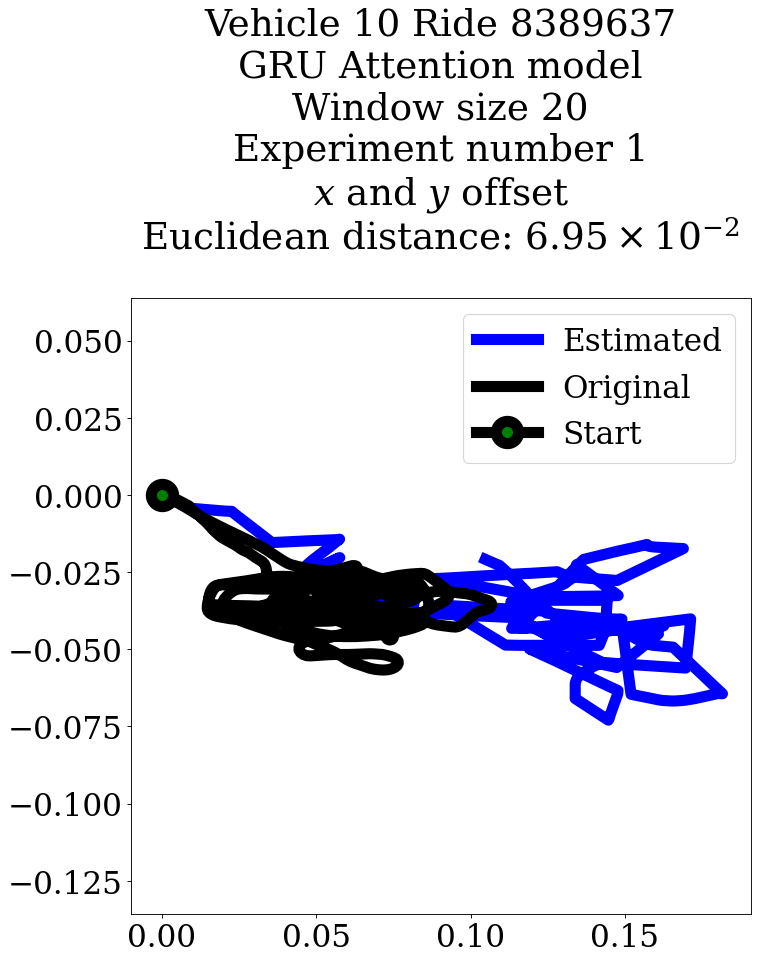 Vehicle 10 Ride 8389637
GRU Attention model
Window size 20
Experiment number 1
x and y offset
Euclidean distance: 6.95 × 10⁻²
Estimated
Original
Start
0.050
0.025
0.000
−0.025
−0.050
−0.075
−0.100
−0.125
0.00 0.05 0.10 0.15